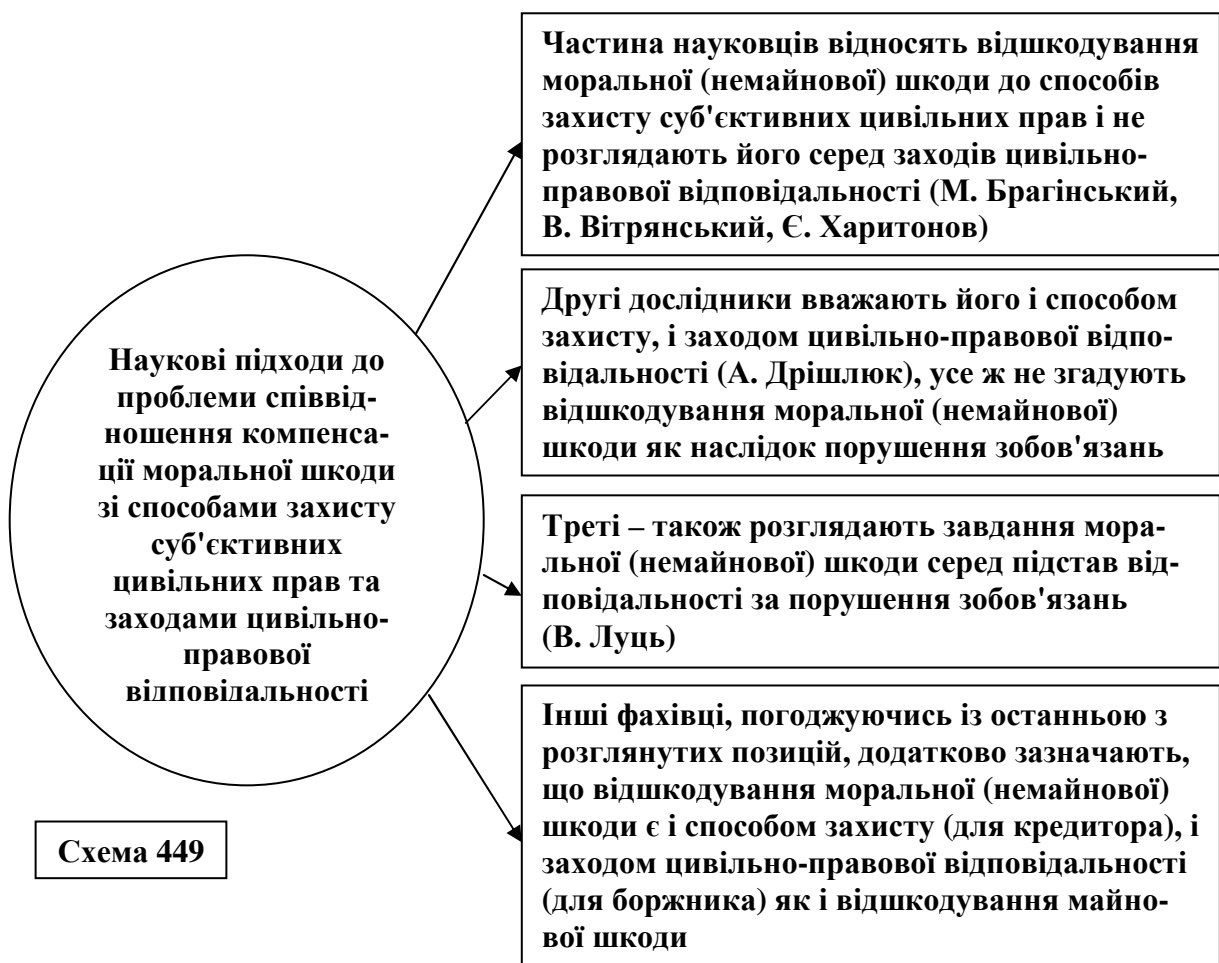 Частина науковців відносять відшкодування
моральної (немайнової) шкоди до способів
захисту суб'єктивних цивільних прав і не
розглядають його серед заходів цивільно-
правової відповідальності (М. Брагінський,
В. Вітрянський, Є. Харитонов)
Другі дослідники вважають його і способом
захисту, і заходом цивільно-правової відпо-
відальності (А. Дрішлюк), усе ж не згадують
відшкодування моральної (немайнової)
шкоди як наслідок порушення зобов'язань
Наукові підходи до
проблеми співвід-
ношення компенса-
ції моральної шкоди
зі способами захисту
суб'єктивних
цивільних прав та
заходами цивільно-
правової
відповідальності
Треті – також розглядають завдання мора-
льної (немайнової) шкоди серед підстав від-
повідальності за порушення зобов'язань
(В. Луць)
Інші фахівці, погоджуючись із останньою з
розглянутих позицій, додатково зазначають,
що відшкодування моральної (немайнової)
шкоди є і способом захисту (для кредитора), і
заходом цивільно-правової відповідальності
(для боржника) як і відшкодування майно-
вої шкоди
Схема 449